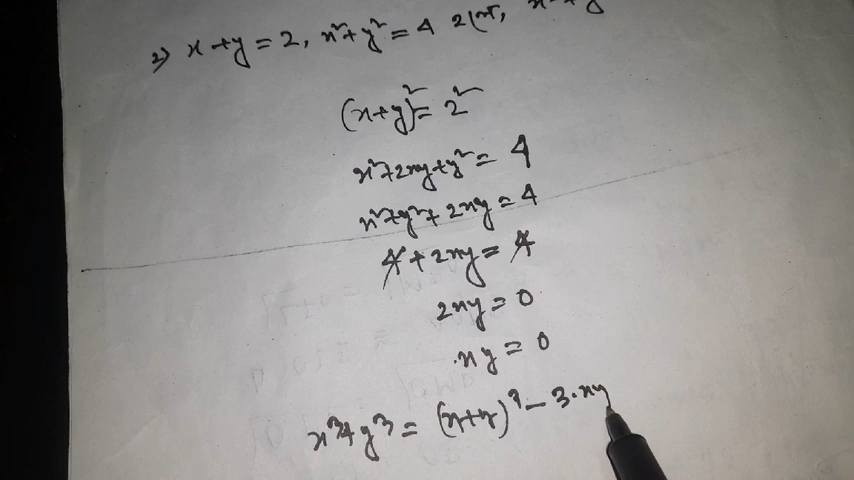 2) x+y = 2, x²+y² = 4 হলে,
(x+y)² = 2²
x²+2xy+y² = 4
x²+y²+2xy = 4
4+2xy = 4
2xy = 0
xy = 0
x³+y³ = (x+y)³ - 3·xy